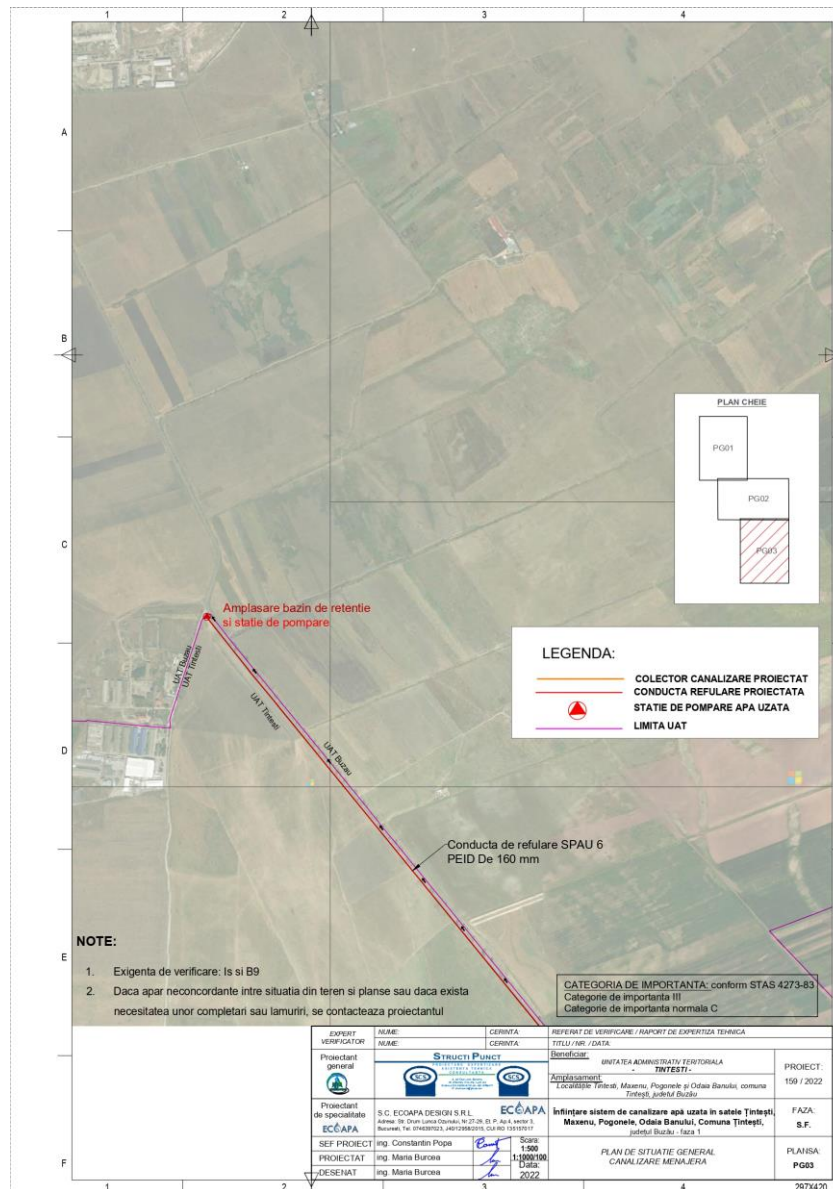 1 2 3 4
A
B
C
D
E
F
PLAN CHEIE
PG01
PG02
PG03
Amplasare bazin de retentie
si statie de pompare
UAT Buzau
UAT Tintesti
UAT Tintesti
UAT Buzau
LEGENDA:
COLECTOR CANALIZARE PROIECTAT
CONDUCTA REFULARE PROIECTATA
STATIE DE POMPARE APA UZATA
LIMITA UAT
Conducta de refulare SPAU 6
PEID De 160 mm
NOTE:
1. Exigenta de verificare: Is si B9
2. Daca apar neconcordante intre situatia din teren si planse sau daca exista
necesitatea unor completari sau lamuriri, se contacteaza proiectantul
CATEGORIA DE IMPORTANTA: conform STAS 4273-83
Categorie de importanta III
Categorie de importanta normala C
EXPERT
VERIFICATOR
NUME: CERINTA:
NUME: CERINTA:
REFERAT DE VERIFICARE / RAPORT DE EXPERTIZA TEHNICA
TITLU / NR. / DATA:
Proiectant
general
STRUCTI PUNCT
Beneficiar:
UNITATEA ADMINISTRATIV TERITORIALA
- TINTESTI -
Amplasament:
Localitățile Țintești, Maxenu, Pogonele și Odaia Banului, comuna
Țintești, județul Buzău
PROIECT:
159 / 2022
Proiectant
de specialitate
ECOAPA
S.C. ECOAPA DESIGN S.R.L.
ECOAPA
Înființare sistem de canalizare apă uzata in satele Țintești,
Maxenu, Pogonele, Odaia Banului, Comuna Țintești,
județul Buzău - faza 1
FAZA:
S.F.
SEF PROIECT ing. Constantin Popa
PROIECTAT ing. Maria Burcea
DESENAT ing. Maria Burcea
Scara:
1:500
1:1000/100
Data:
2022
PLAN DE SITUATIE GENERAL
CANALIZARE MENAJERA
PLANSA:
PG03
2 3 4 297X420